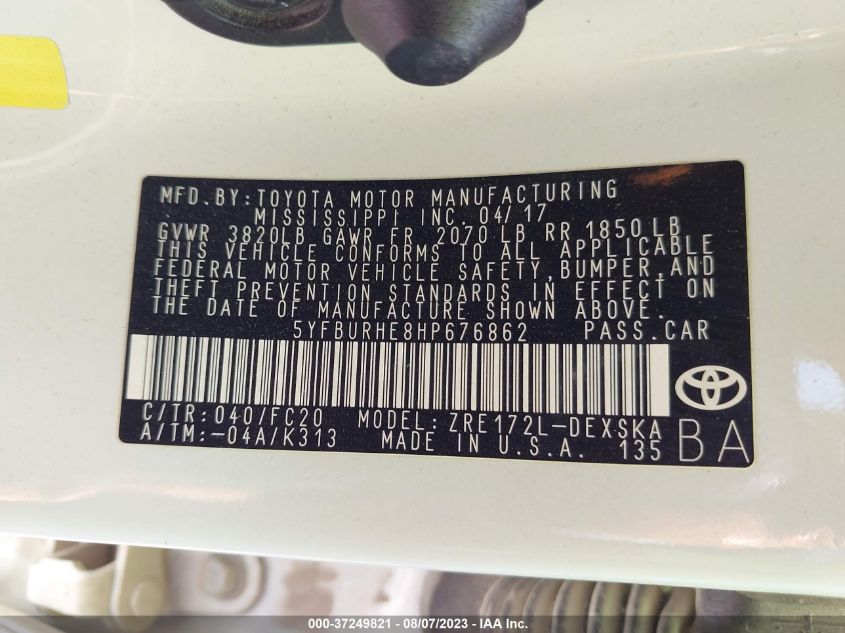 MFD. BY: TOYOTA MOTOR MANUFACTURING
MISSISSIPPI INC. 04/17
GVWR 3820LB GAWR FR 2070 LB RR 1850 LB
THIS VEHICLE CONFORMS TO ALL APPLICABLE
FEDERAL MOTOR VEHICLE SAFETY, BUMPER, AND
THEFT PREVENTION STANDARDS IN EFFECT ON
THE DATE OF MANUFACTURE SHOWN ABOVE.
5YFBURHE8HP676862 PASS.CAR
C/TR: 040/FC20 MODEL: ZRE172L-DEXSKA
A/TM: -04A/K313 MADE IN U.S.A. 135 BA
000-37249821 - 08/07/2023 - IAA Inc.